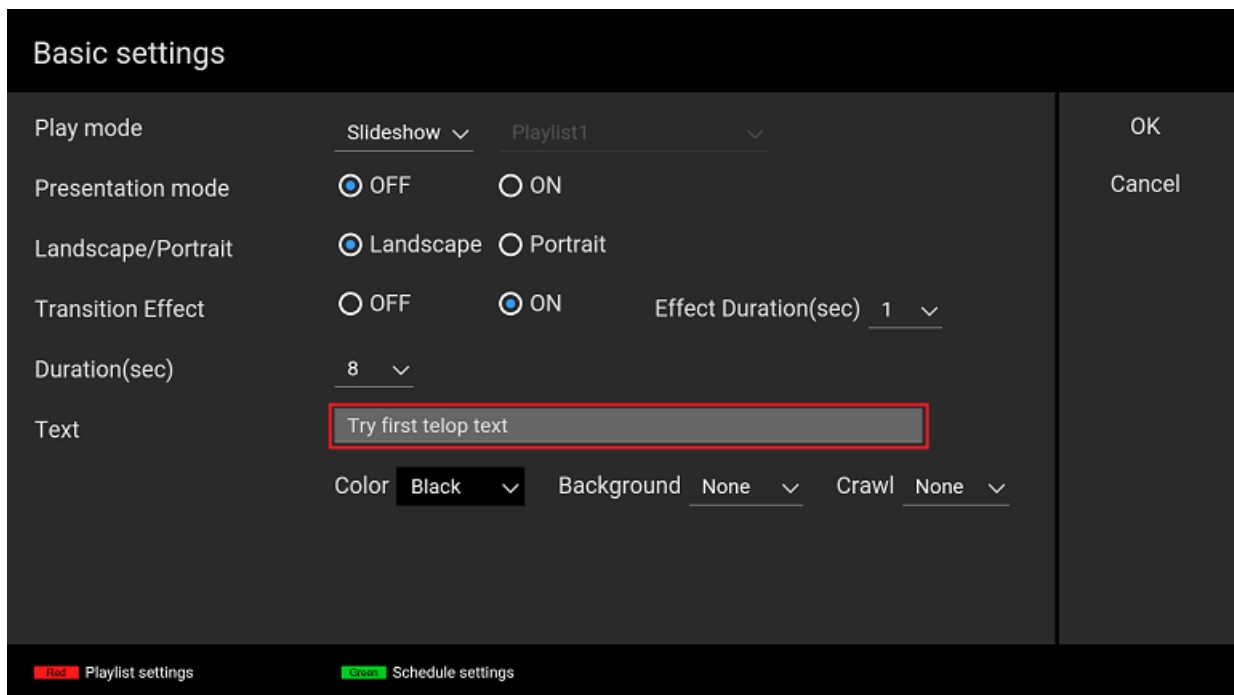 Basic settings
Play mode Slideshow Playlist1 OK
Presentation mode OFF ON Cancel
Landscape/Portrait Landscape Portrait
Transition Effect OFF ON Effect Duration(sec) 1
Duration(sec) 8
Text Try first telop text
Color Black Background None Crawl None
Red Playlist settings Green Schedule settings